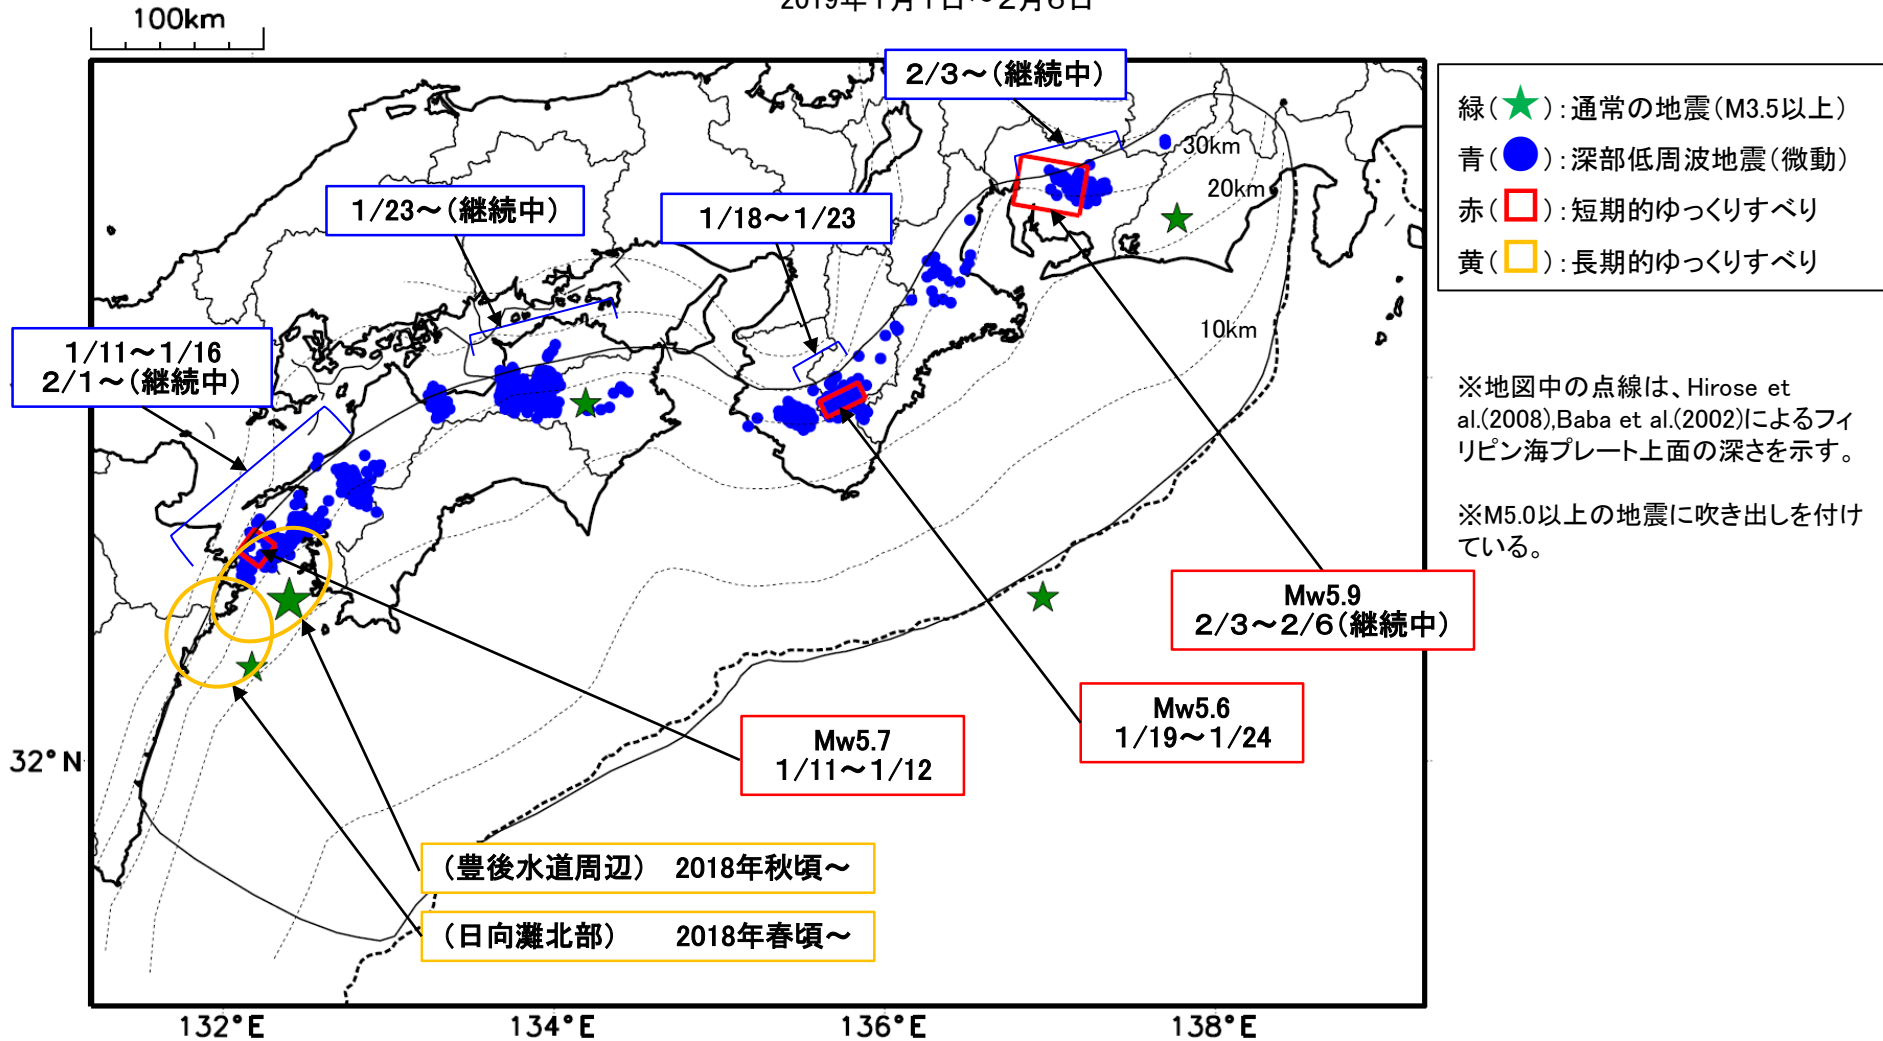 100km
2/3～(継続中)
緑(★):通常の地震(M3.5以上)
青(●):深部低周波地震(微動)
赤(□):短期的ゆっくりすべり
黄(□):長期的ゆっくりすべり
30km
20km
10km
1/23～(継続中)
1/18～1/23
1/11～1/16
2/1～(継続中)
※地図中の点線は、Hirose et
al.(2008),Baba et al.(2002)によるフィ
リピン海プレート上面の深さを示す。
※M5.0以上の地震に吹き出しを付け
ている。
Mw5.9
2/3～2/6(継続中)
Mw5.6
1/19～1/24
Mw5.7
1/11～1/12
32°N
(豊後水道周辺) 2018年秋頃～
(日向灘北部) 2018年春頃～
132°E
134°E
136°E
138°E